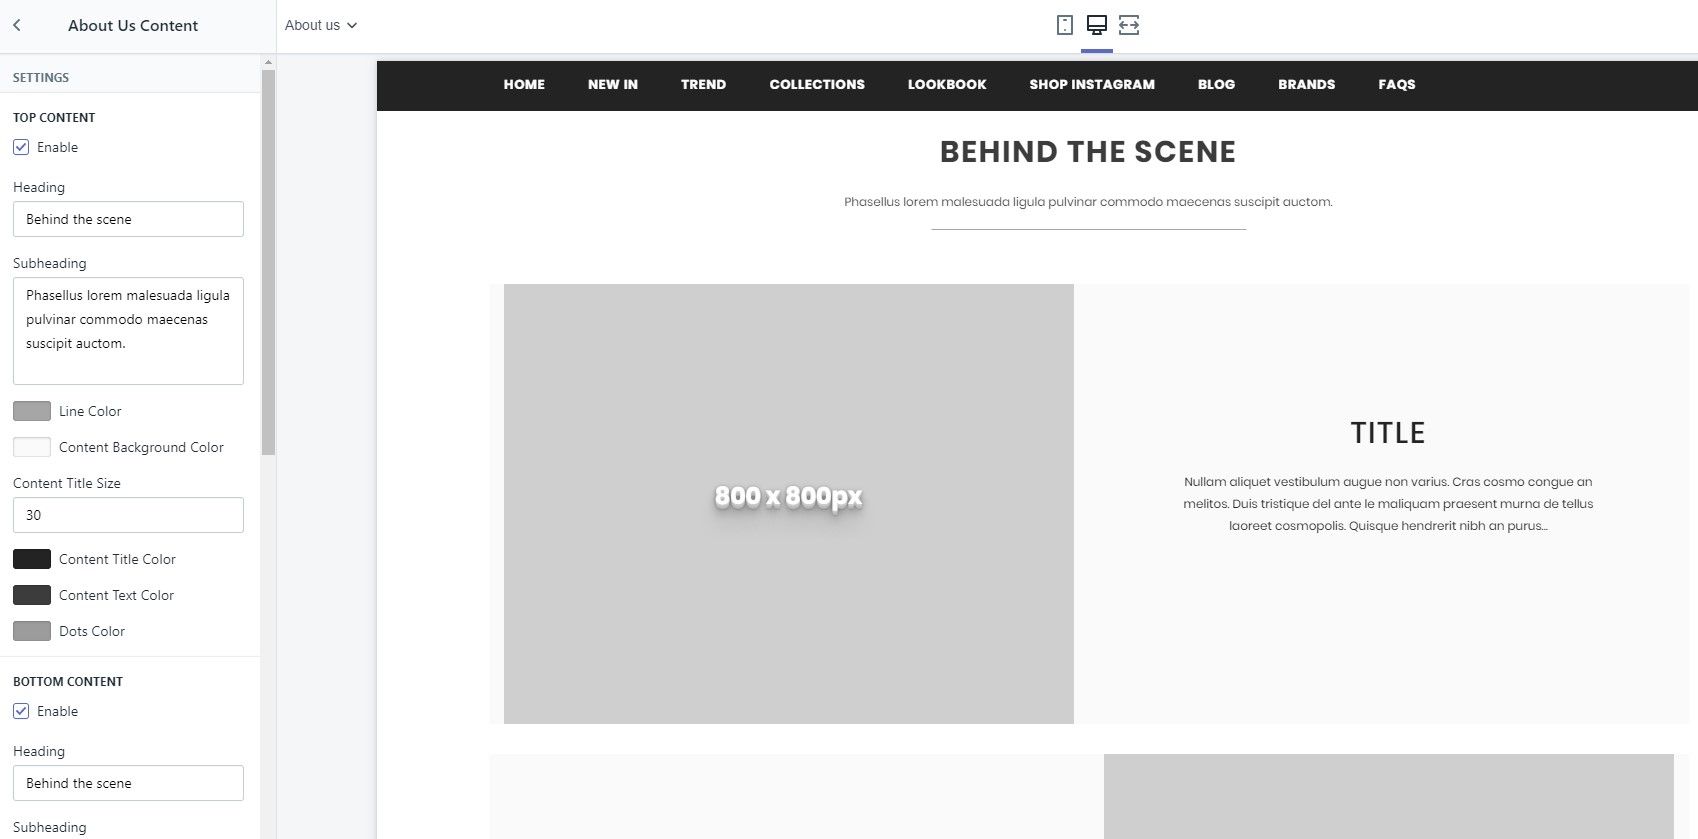 About Us Content
About us
SETTINGS
TOP CONTENT
Enable
Heading
Behind the scene
Subheading
Phasellus lorem malesuada ligula
pulvinar commodo maecenas
suscipit auctom.
Line Color
Content Background Color
Content Title Size
30
Content Title Color
Content Text Color
Dots Color
BOTTOM CONTENT
Enable
Heading
Behind the scene
Subheading
HOME NEW IN TREND COLLECTIONS LOOKBOOK SHOP INSTAGRAM BLOG BRANDS FAQS
BEHIND THE SCENE
Phasellus lorem malesuada ligula pulvinar commodo maecenas suscipit auctom.
800 x 800px
TITLE
Nullam aliquet vestibulum augue non varius. Cras cosmo congue an
melitos. Duis tristique del ante le maliquam praesent murna de tellus
laoreet cosmopolis. Quisque hendrerit nibh an purus...